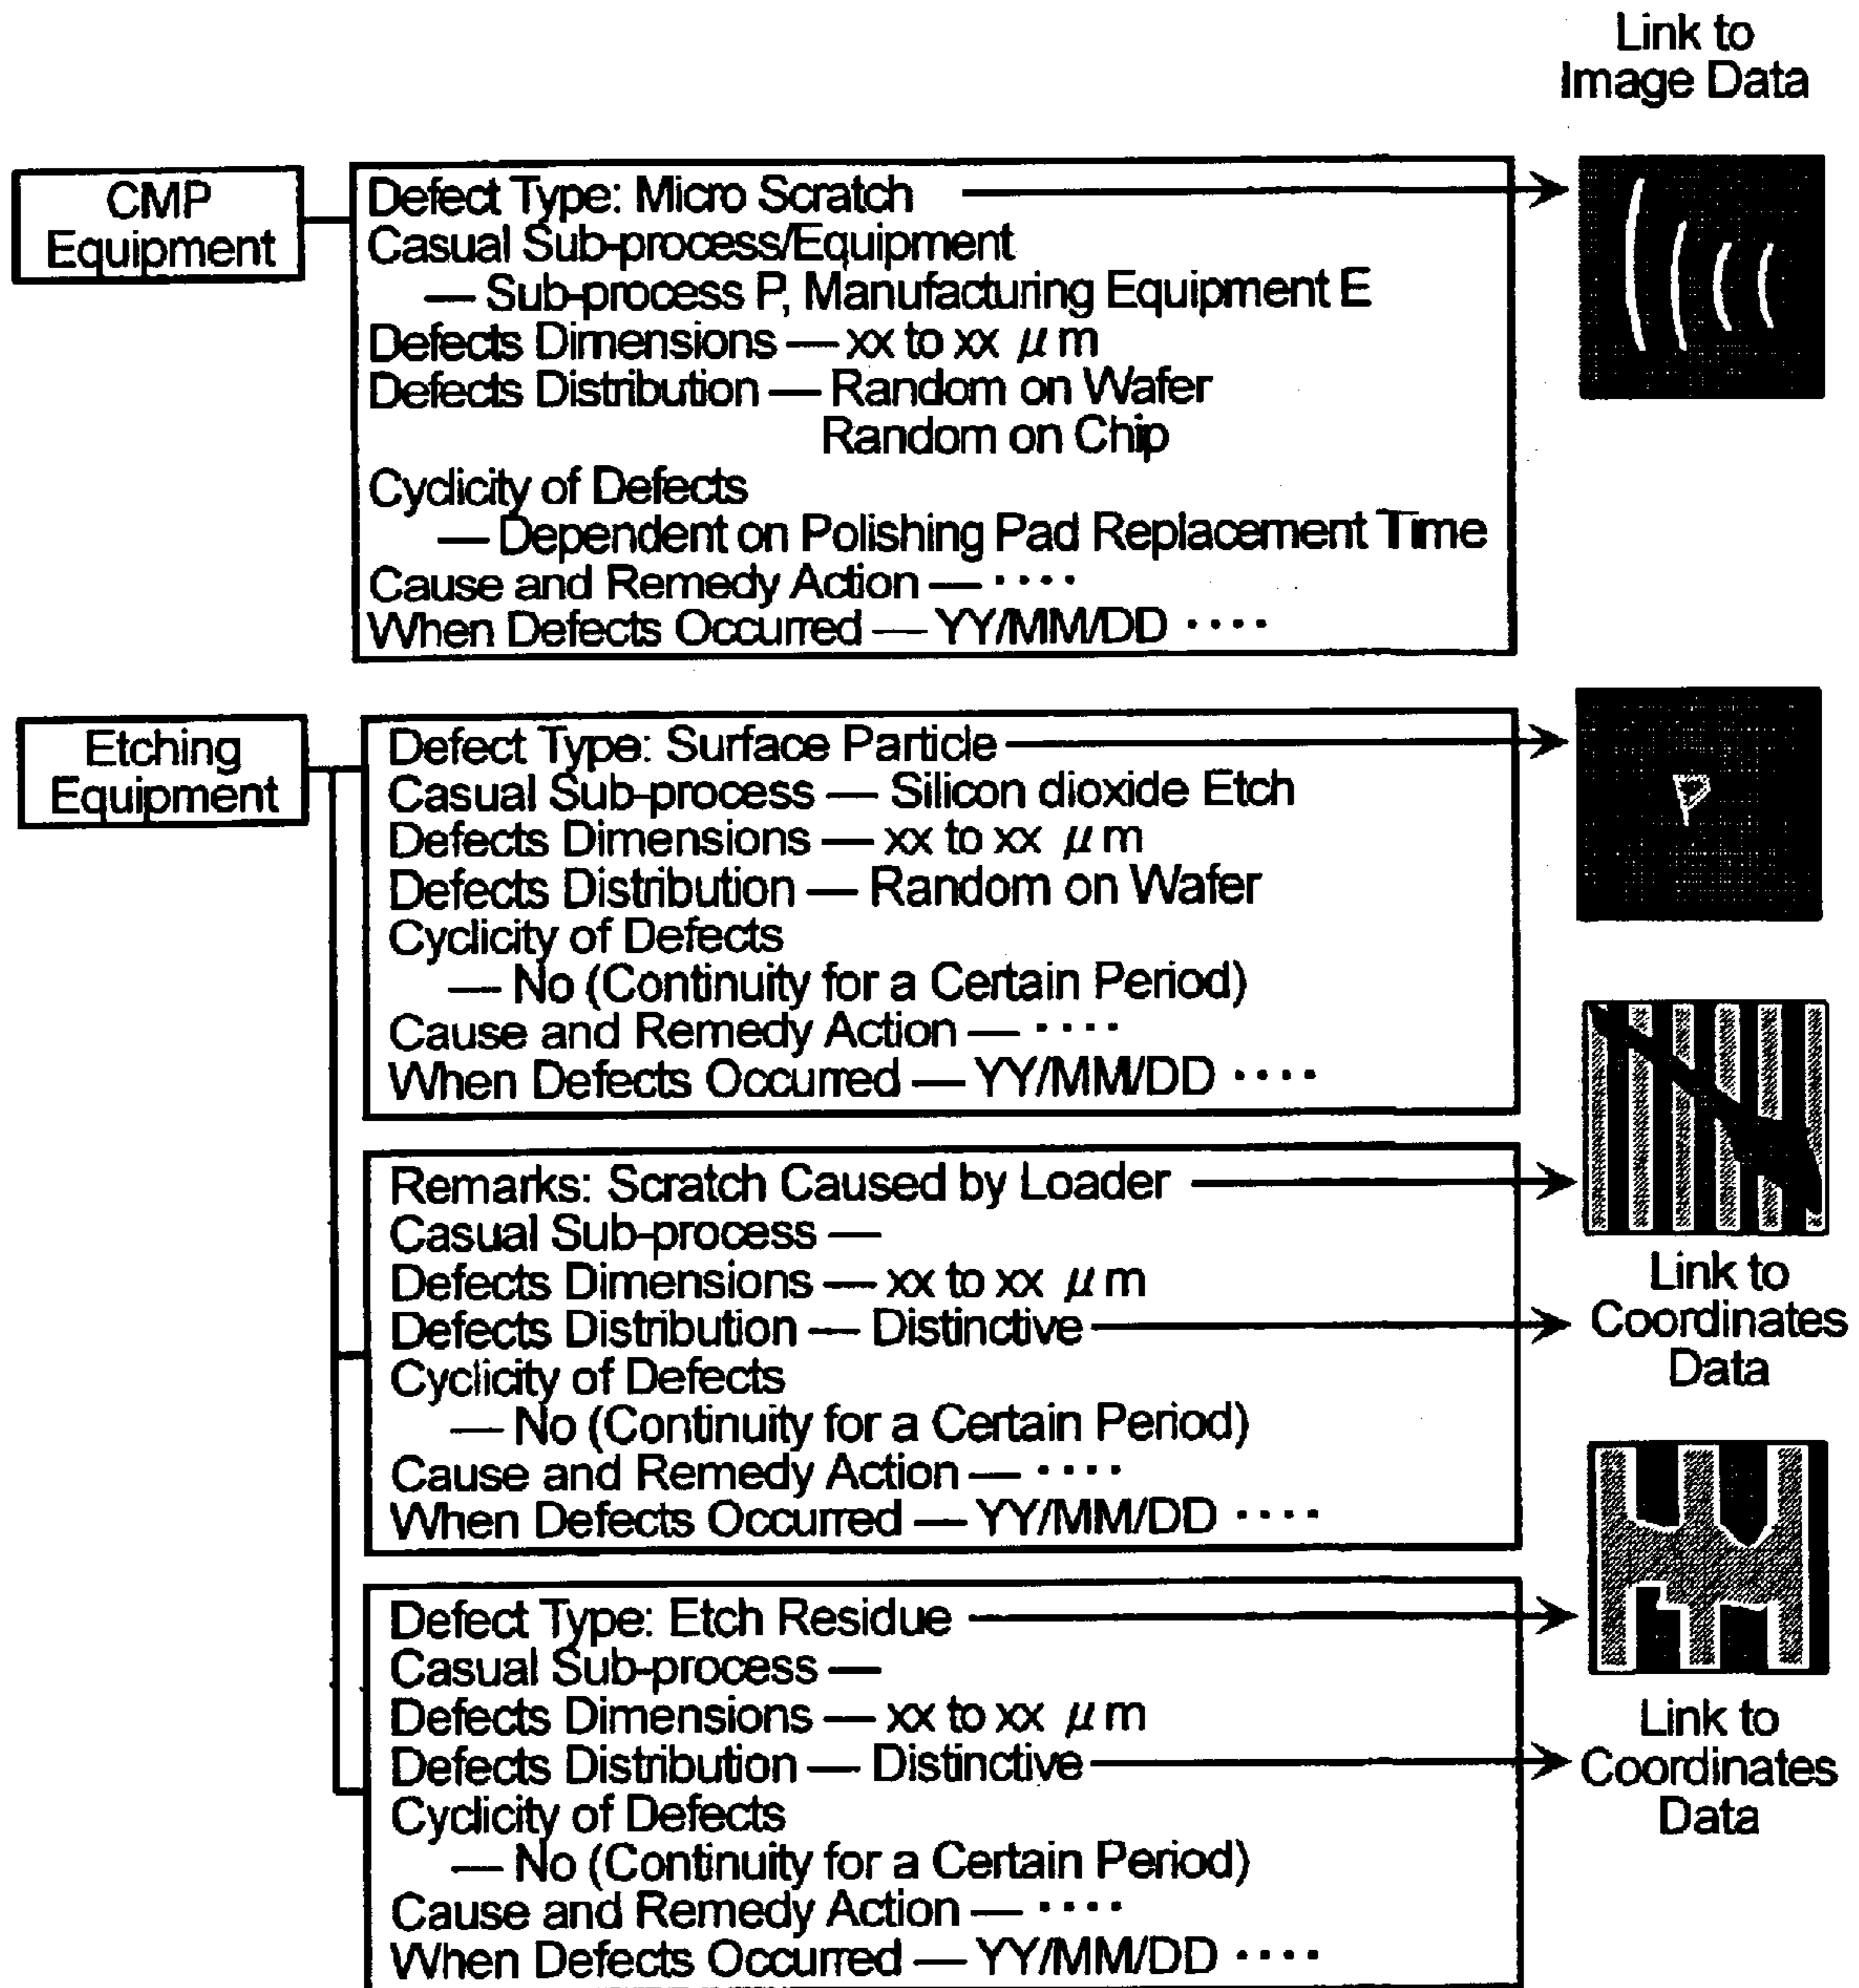 Link to
Image Data
CMP
Equipment
Defect Type: Micro Scratch
Casual Sub-process/Equipment
— Sub-process P, Manufacturing Equipment E
Defects Dimensions — xx to xx μm
Defects Distribution — Random on Wafer
Random on Chip
Cyclicity of Defects
— Dependent on Polishing Pad Replacement Time
Cause and Remedy Action — ····
When Defects Occurred — YY/MM/DD ····
Etching
Equipment
Defect Type: Surface Particle
Casual Sub-process — Silicon dioxide Etch
Defects Dimensions — xx to xx μm
Defects Distribution — Random on Wafer
Cyclicity of Defects
— No (Continuity for a Certain Period)
Cause and Remedy Action — ····
When Defects Occurred — YY/MM/DD ····
Remarks: Scratch Caused by Loader
Casual Sub-process —
Defects Dimensions — xx to xx μm
Defects Distribution — Distinctive
Link to
Coordinates
Data
Cyclicity of Defects
— No (Continuity for a Certain Period)
Cause and Remedy Action — ····
When Defects Occurred — YY/MM/DD ····
Defect Type: Etch Residue
Casual Sub-process —
Defects Dimensions — xx to xx μm
Defects Distribution — Distinctive
Link to
Coordinates
Data
Cyclicity of Defects
— No (Continuity for a Certain Period)
Cause and Remedy Action — ····
When Defects Occurred — YY/MM/DD ····